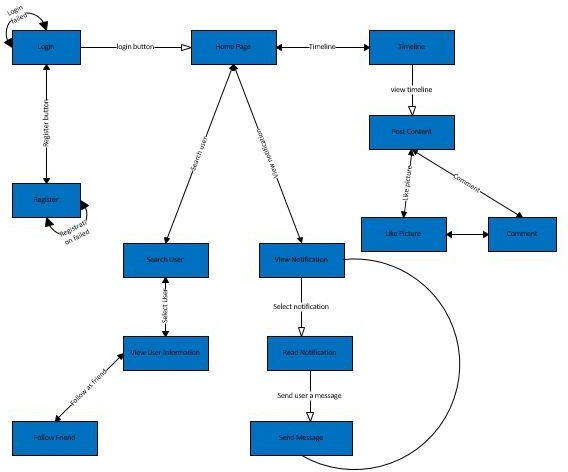 Login
failed
Login
login button
Home Page
Timeline
Timeline
view timeline
Post Content
Register button
Search user
View notification
Like picture
Comment
Register
Registrati
on failed
Like Picture
Comment
Search User
View Notification
Select User
Select notification
View User Information
Read Notification
Follow as friend
Send user a message
Follow Friend
Send Message